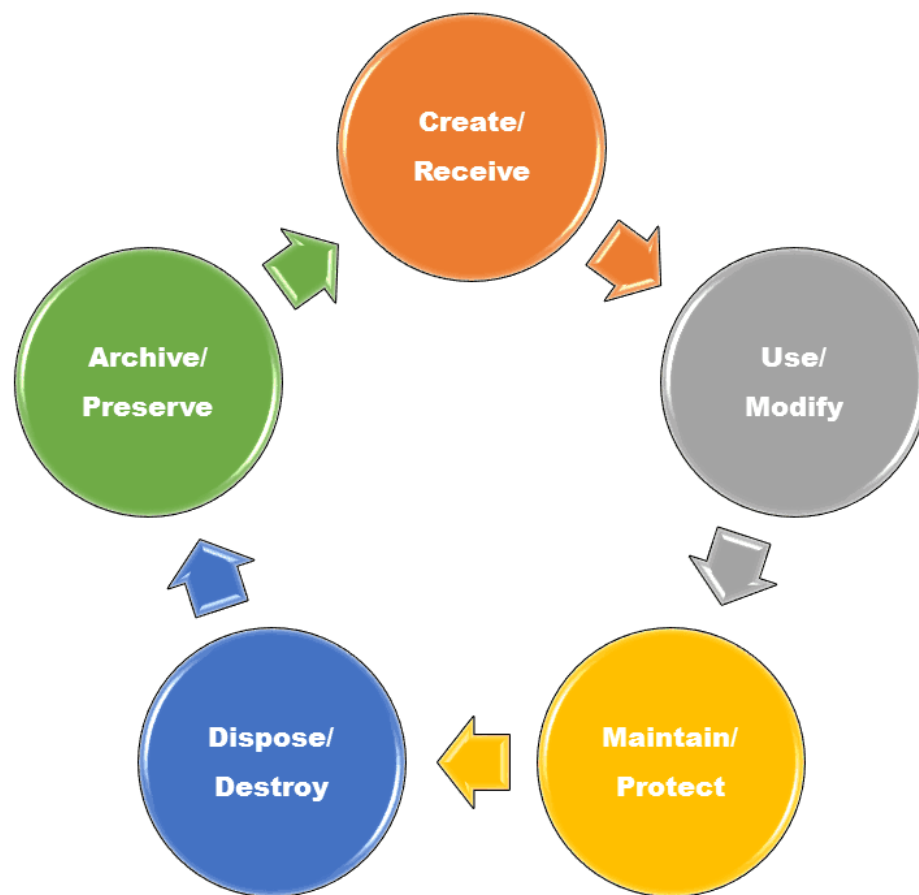 Create/
Receive
Use/
Modify
Maintain/
Protect
Dispose/
Destroy
Archive/
Preserve